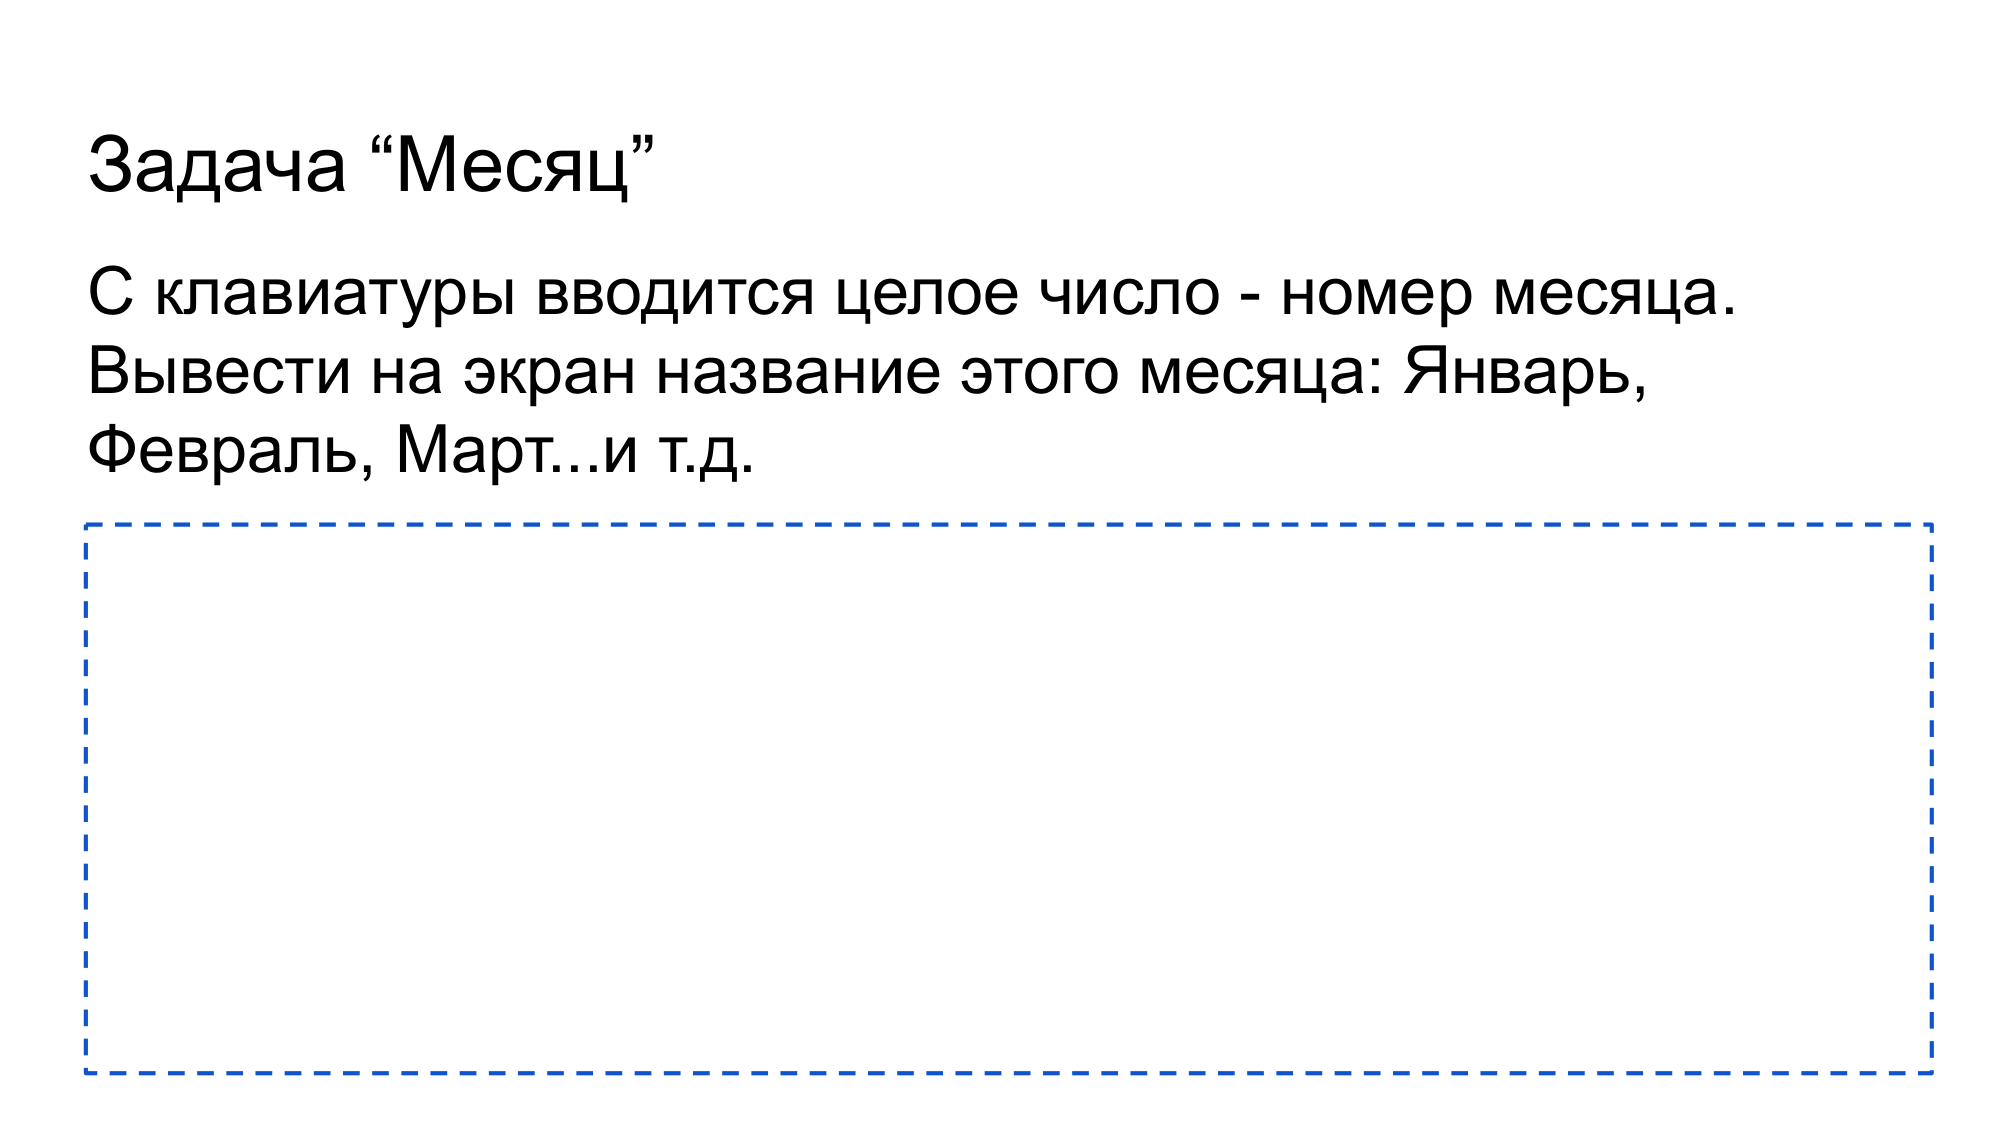 Задача “Месяц”
С клавиатуры вводится целое число - номер месяца.
Вывести на экран название этого месяца: Январь,
Февраль, Март...и т.д.